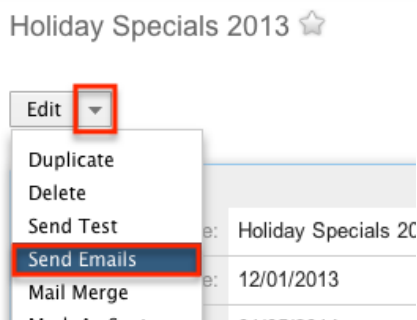 Holiday Specials 2013
Edit
Duplicate
Delete
Send Test
e: Holiday Specials 20
Send Emails
e: 12/01/2013
Mail Merge